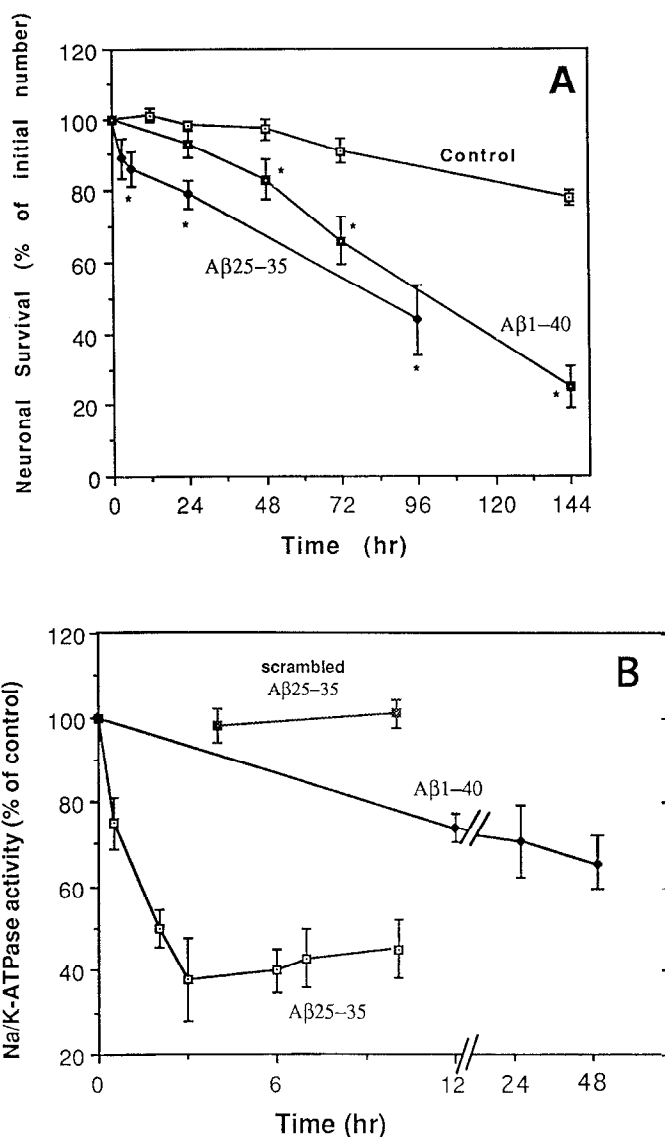 A
Neuronal Survival (% of initial number)
120
100
80
60
40
20
0
Control
*
*
*
*
Aβ25–35
Aβ1–40
*
*
0 24 48 72 96 120 144
Time (hr)
B
Na/K-ATPase activity (% of control)
120
100
80
60
40
20
scrambled
Aβ25–35
Aβ1–40
Aβ25–35
0 6 12 24 48
Time (hr)